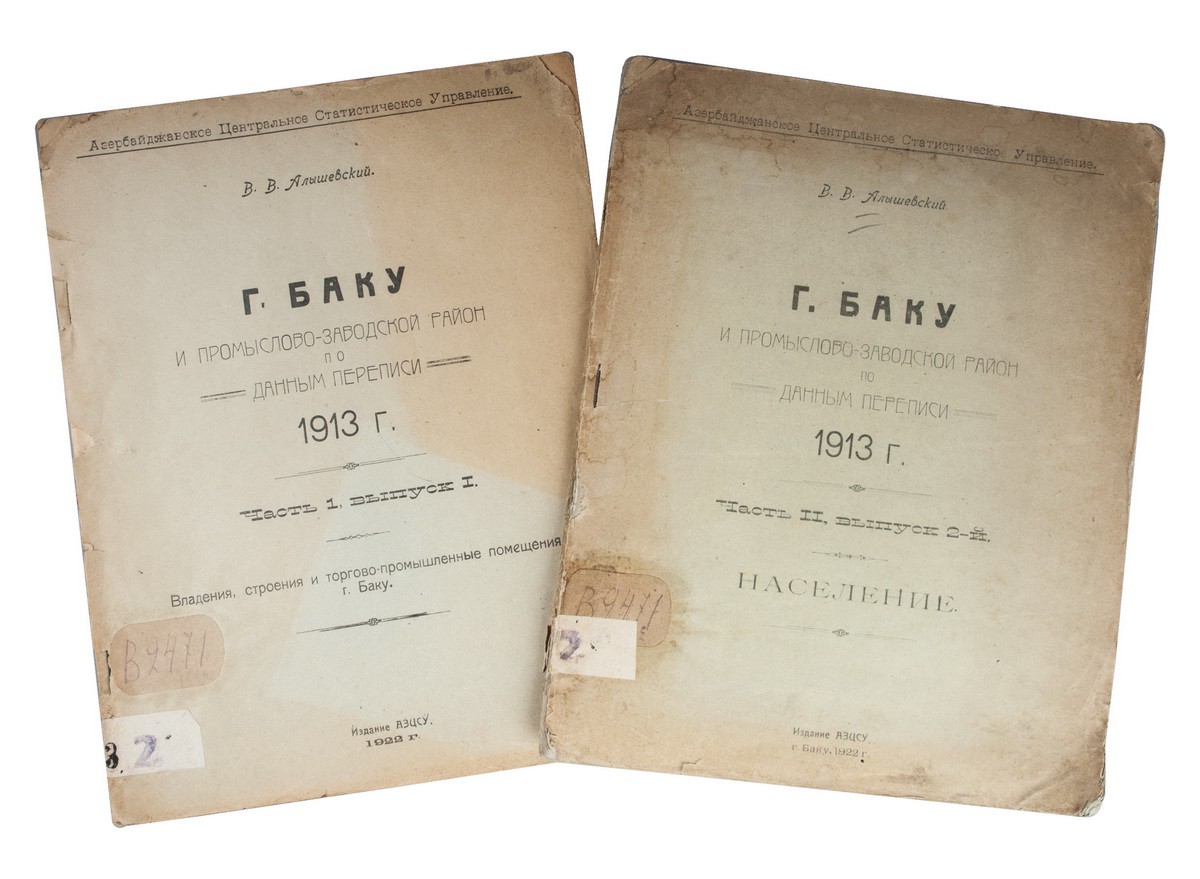 Азербайджанское Центральное Статистическое Управление.
В. В. Алышевский.
Г. БАКУ
И ПРОМЫСЛОВО-ЗАВОДСКОЙ РАЙОН
ПО
ДАННЫМ ПЕРЕПИСИ
1913 Г.
Часть 1, выпуск I.
Владения, строения и торгово-промышленные помещения
г. Баку.
В2471
3. 2.
Издание АЗЦСУ.
1922 г.
Азербайджанское Центральное Статистическо Управление.
В. В. Алышевский.
Г. БАКУ
И ПРОМЫСЛОВО-ЗАВОДСКОЙ РАЙОН
ПО
ДАННЫМ ПЕРЕПИСИ
1913 Г.
Часть II, выпуск 2-й.
НАСЕЛЕНИЕ.
В2471
2.
Издание АЗЦСУ.
г. Баку, 1922 г.